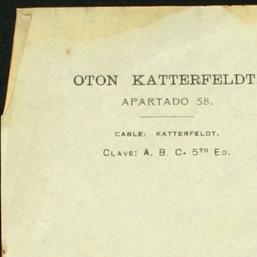 OTON KATTERFELDT
APARTADO 58.
CABLE: KATTERFELDT.
CLAVE: A. B. C. 5TH ED.